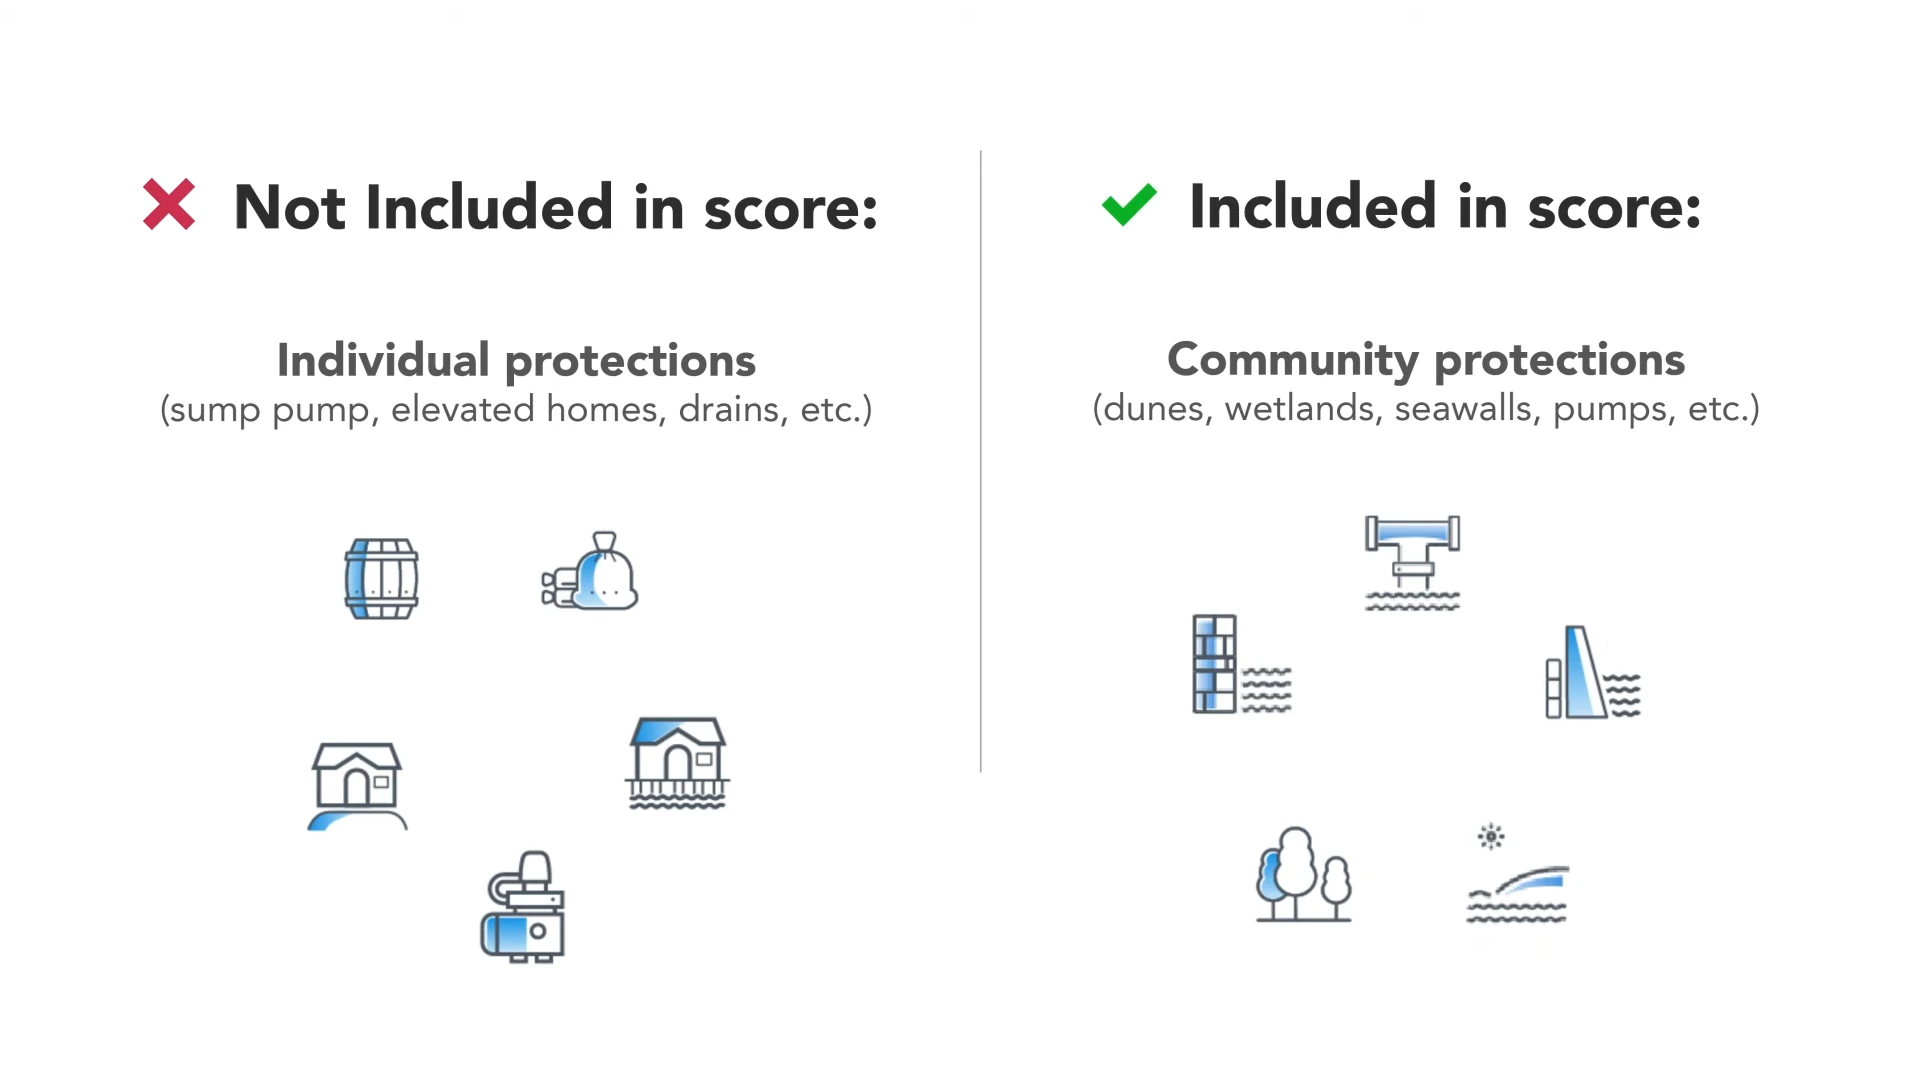 Not Included in score:
Individual protections
(sump pump, elevated homes, drains, etc.)
Included in score:
Community protections
(dunes, wetlands, seawalls, pumps, etc.)